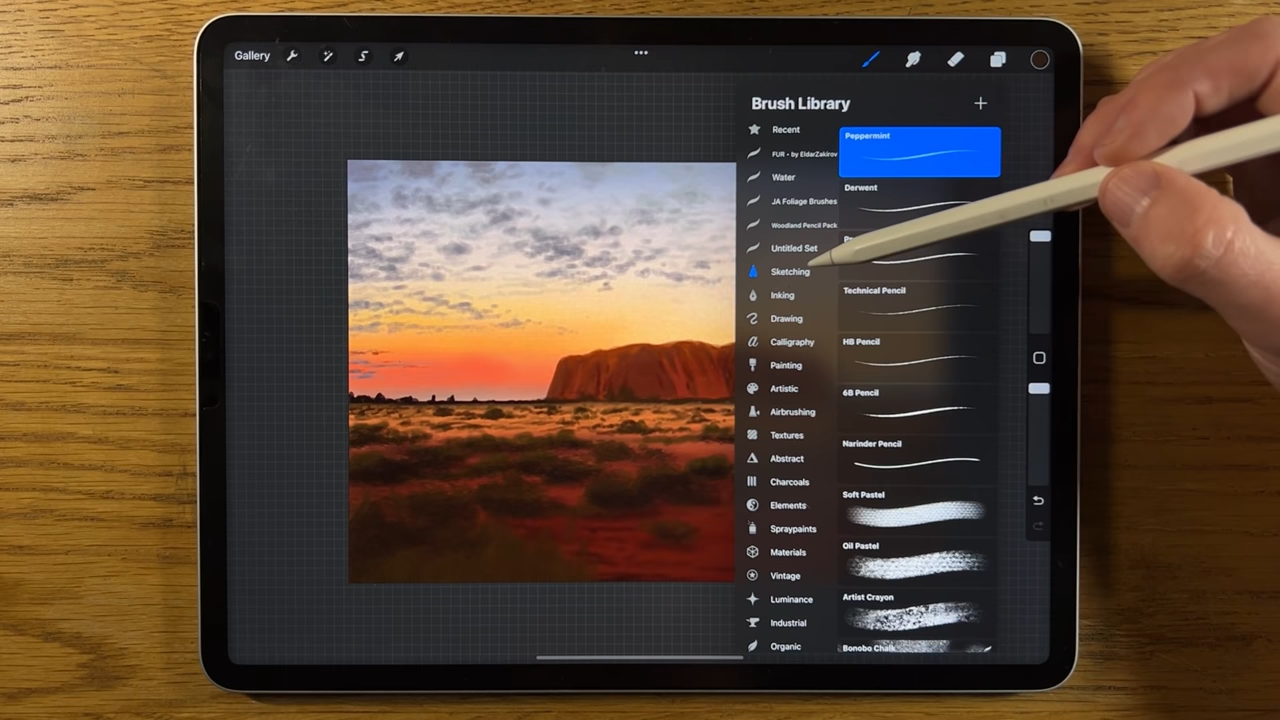 Gallery
Brush Library
Recent
FUR • by EldarZakirov
Water
JA Foliage Brushes
Woodland Pencil Pack
Untitled Set
Sketching
Inking
Drawing
Calligraphy
Painting
Artistic
Airbrushing
Textures
Abstract
Charcoals
Elements
Spraypaints
Materials
Vintage
Luminance
Industrial
Organic
Peppermint
Derwent
Technical Pencil
HB Pencil
6B Pencil
Narinder Pencil
Soft Pastel
Oil Pastel
Artist Crayon
Bonobo Chalk